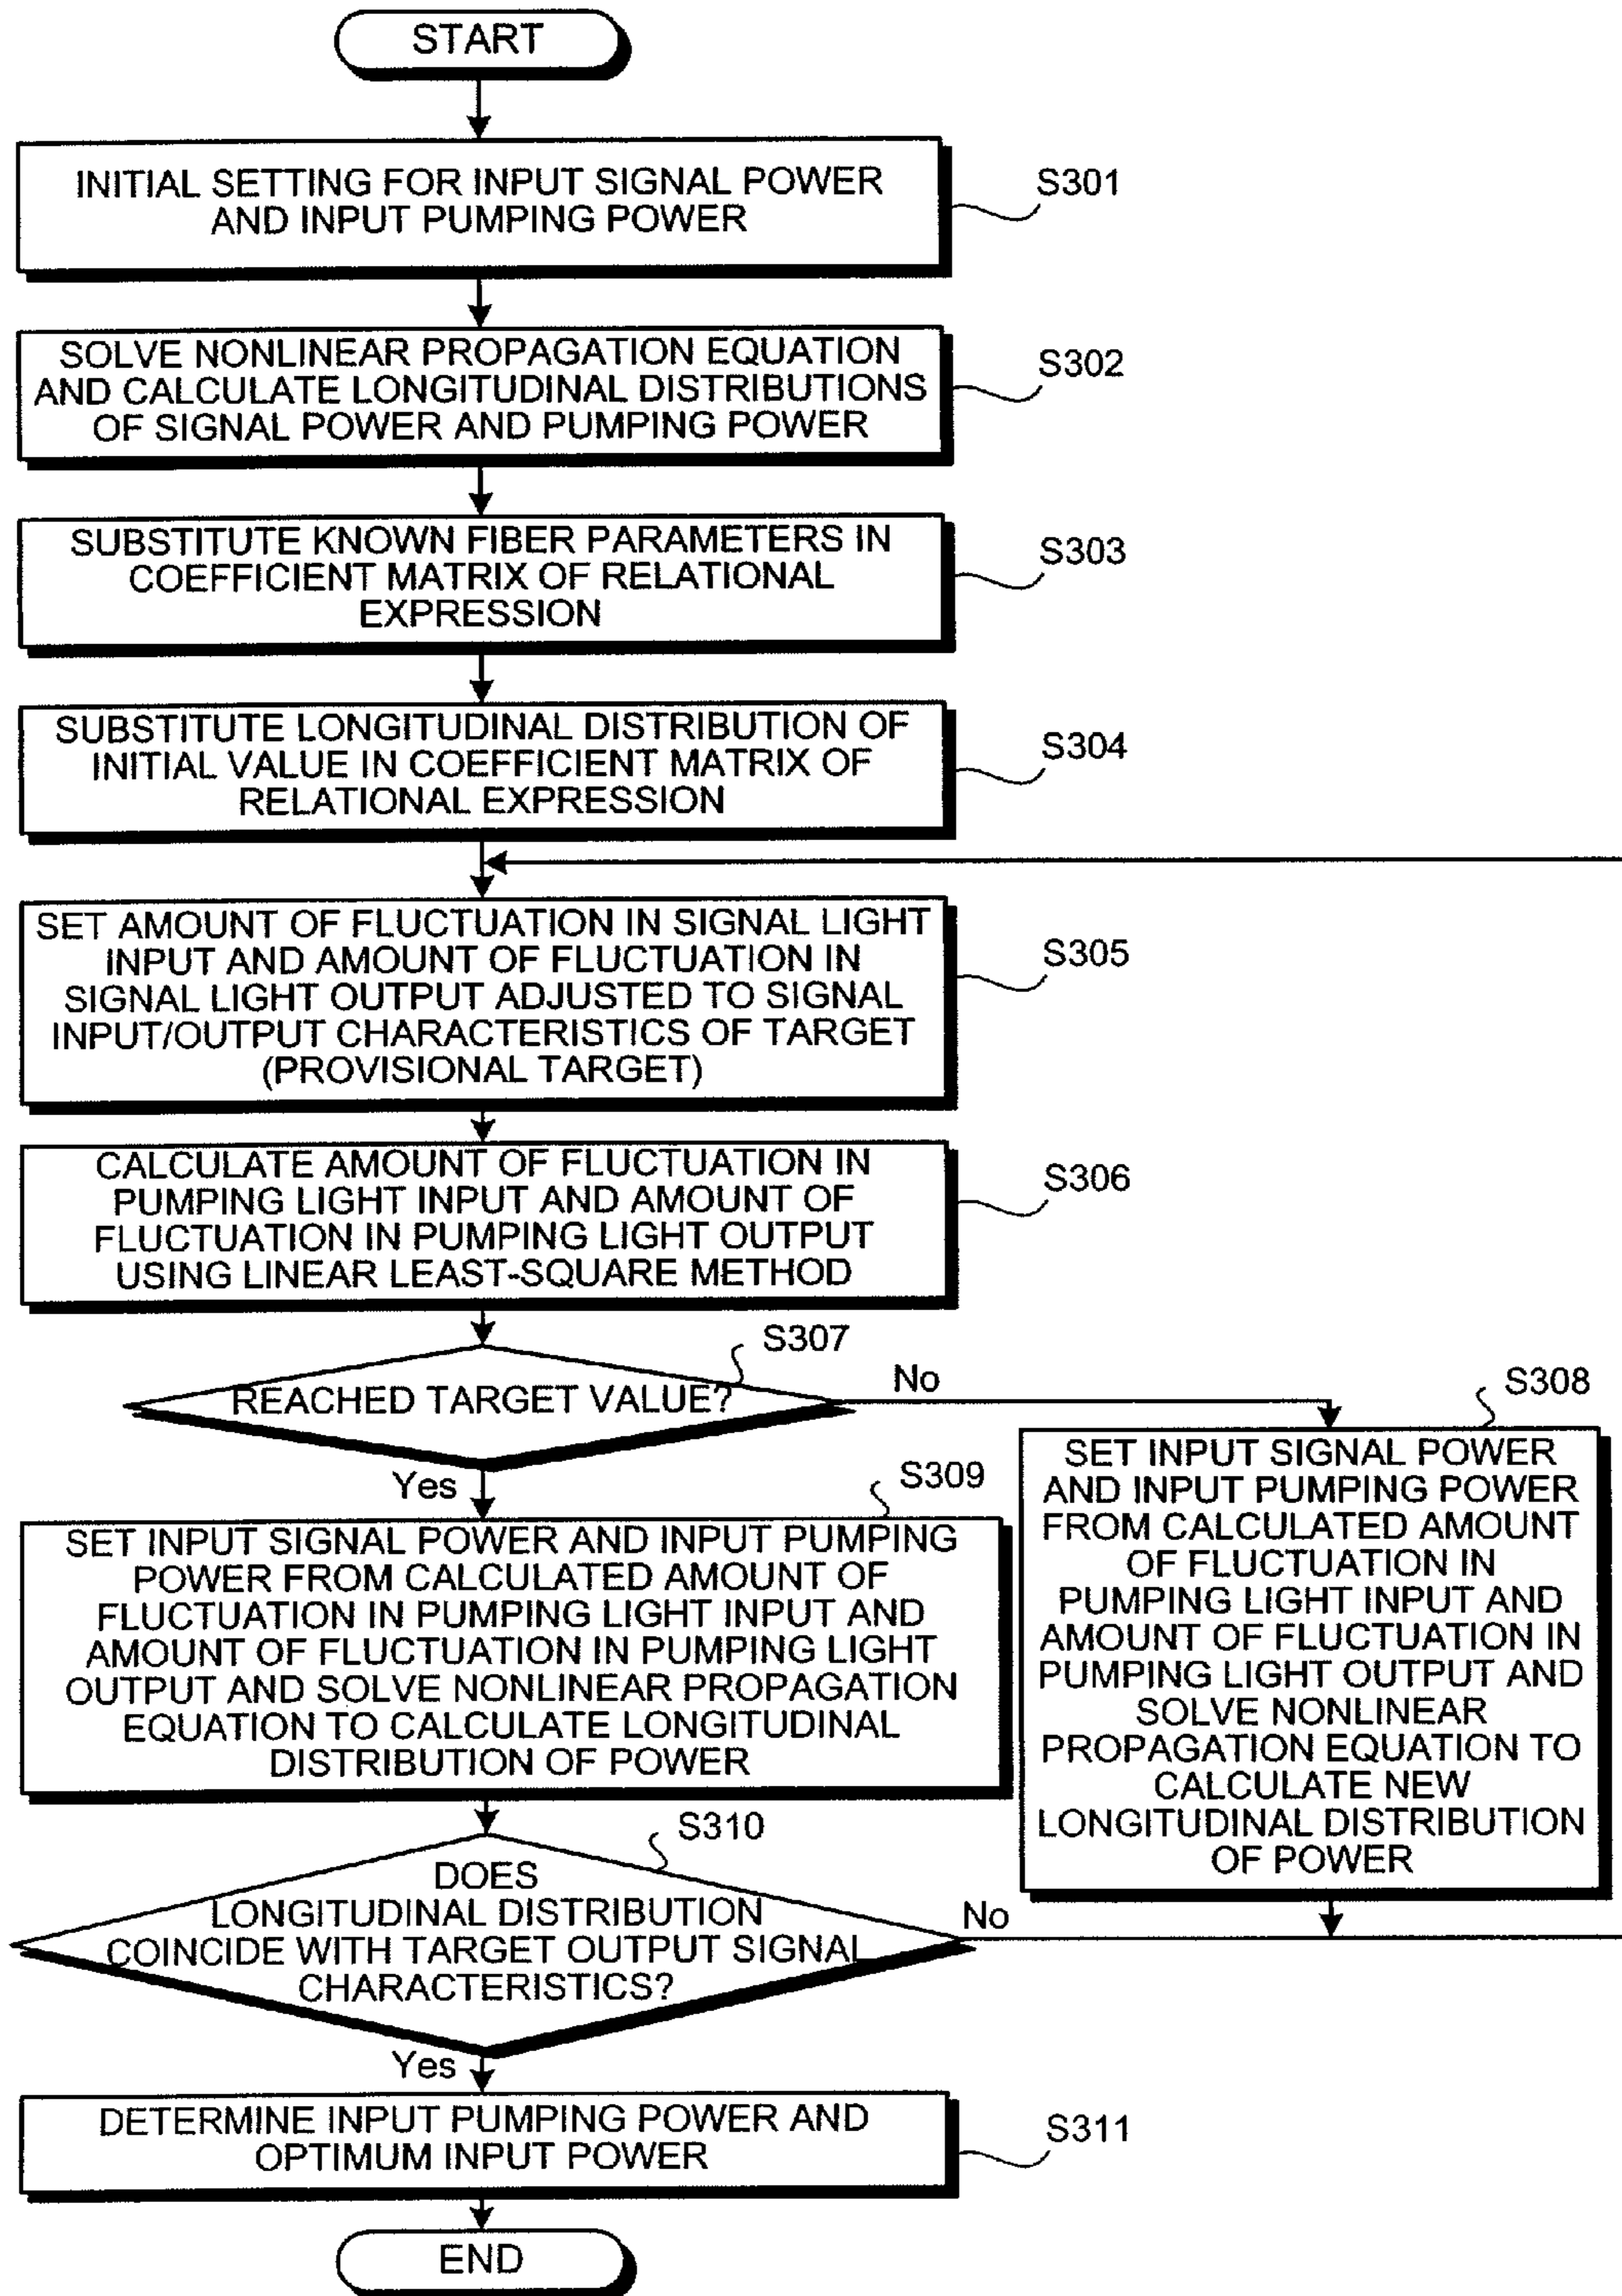 START
INITIAL SETTING FOR INPUT SIGNAL POWER
AND INPUT PUMPING POWER
S301
SOLVE NONLINEAR PROPAGATION EQUATION
AND CALCULATE LONGITUDINAL DISTRIBUTIONS
OF SIGNAL POWER AND PUMPING POWER
S302
SUBSTITUTE KNOWN FIBER PARAMETERS IN
COEFFICIENT MATRIX OF RELATIONAL
EXPRESSION
S303
SUBSTITUTE LONGITUDINAL DISTRIBUTION OF
INITIAL VALUE IN COEFFICIENT MATRIX OF
RELATIONAL EXPRESSION
S304
SET AMOUNT OF FLUCTUATION IN SIGNAL LIGHT
INPUT AND AMOUNT OF FLUCTUATION IN
SIGNAL LIGHT OUTPUT ADJUSTED TO SIGNAL
INPUT/OUTPUT CHARACTERISTICS OF TARGET
(PROVISIONAL TARGET)
S305
CALCULATE AMOUNT OF FLUCTUATION IN
PUMPING LIGHT INPUT AND AMOUNT OF
FLUCTUATION IN PUMPING LIGHT OUTPUT
USING LINEAR LEAST-SQUARE METHOD
S306
S307
REACHED TARGET VALUE?
No
Yes
S308
SET INPUT SIGNAL POWER
AND INPUT PUMPING POWER
FROM CALCULATED AMOUNT
OF FLUCTUATION IN
PUMPING LIGHT INPUT AND
AMOUNT OF FLUCTUATION IN
PUMPING LIGHT OUTPUT AND
SOLVE NONLINEAR
PROPAGATION EQUATION TO
CALCULATE NEW
LONGITUDINAL DISTRIBUTION
OF POWER
S309
SET INPUT SIGNAL POWER AND INPUT PUMPING
POWER FROM CALCULATED AMOUNT OF
FLUCTUATION IN PUMPING LIGHT INPUT AND
AMOUNT OF FLUCTUATION IN PUMPING LIGHT
OUTPUT AND SOLVE NONLINEAR PROPAGATION
EQUATION TO CALCULATE LONGITUDINAL
DISTRIBUTION OF POWER
S310
DOES
LONGITUDINAL DISTRIBUTION
COINCIDE WITH TARGET OUTPUT SIGNAL
CHARACTERISTICS?
No
Yes
DETERMINE INPUT PUMPING POWER AND
OPTIMUM INPUT POWER
S311
END